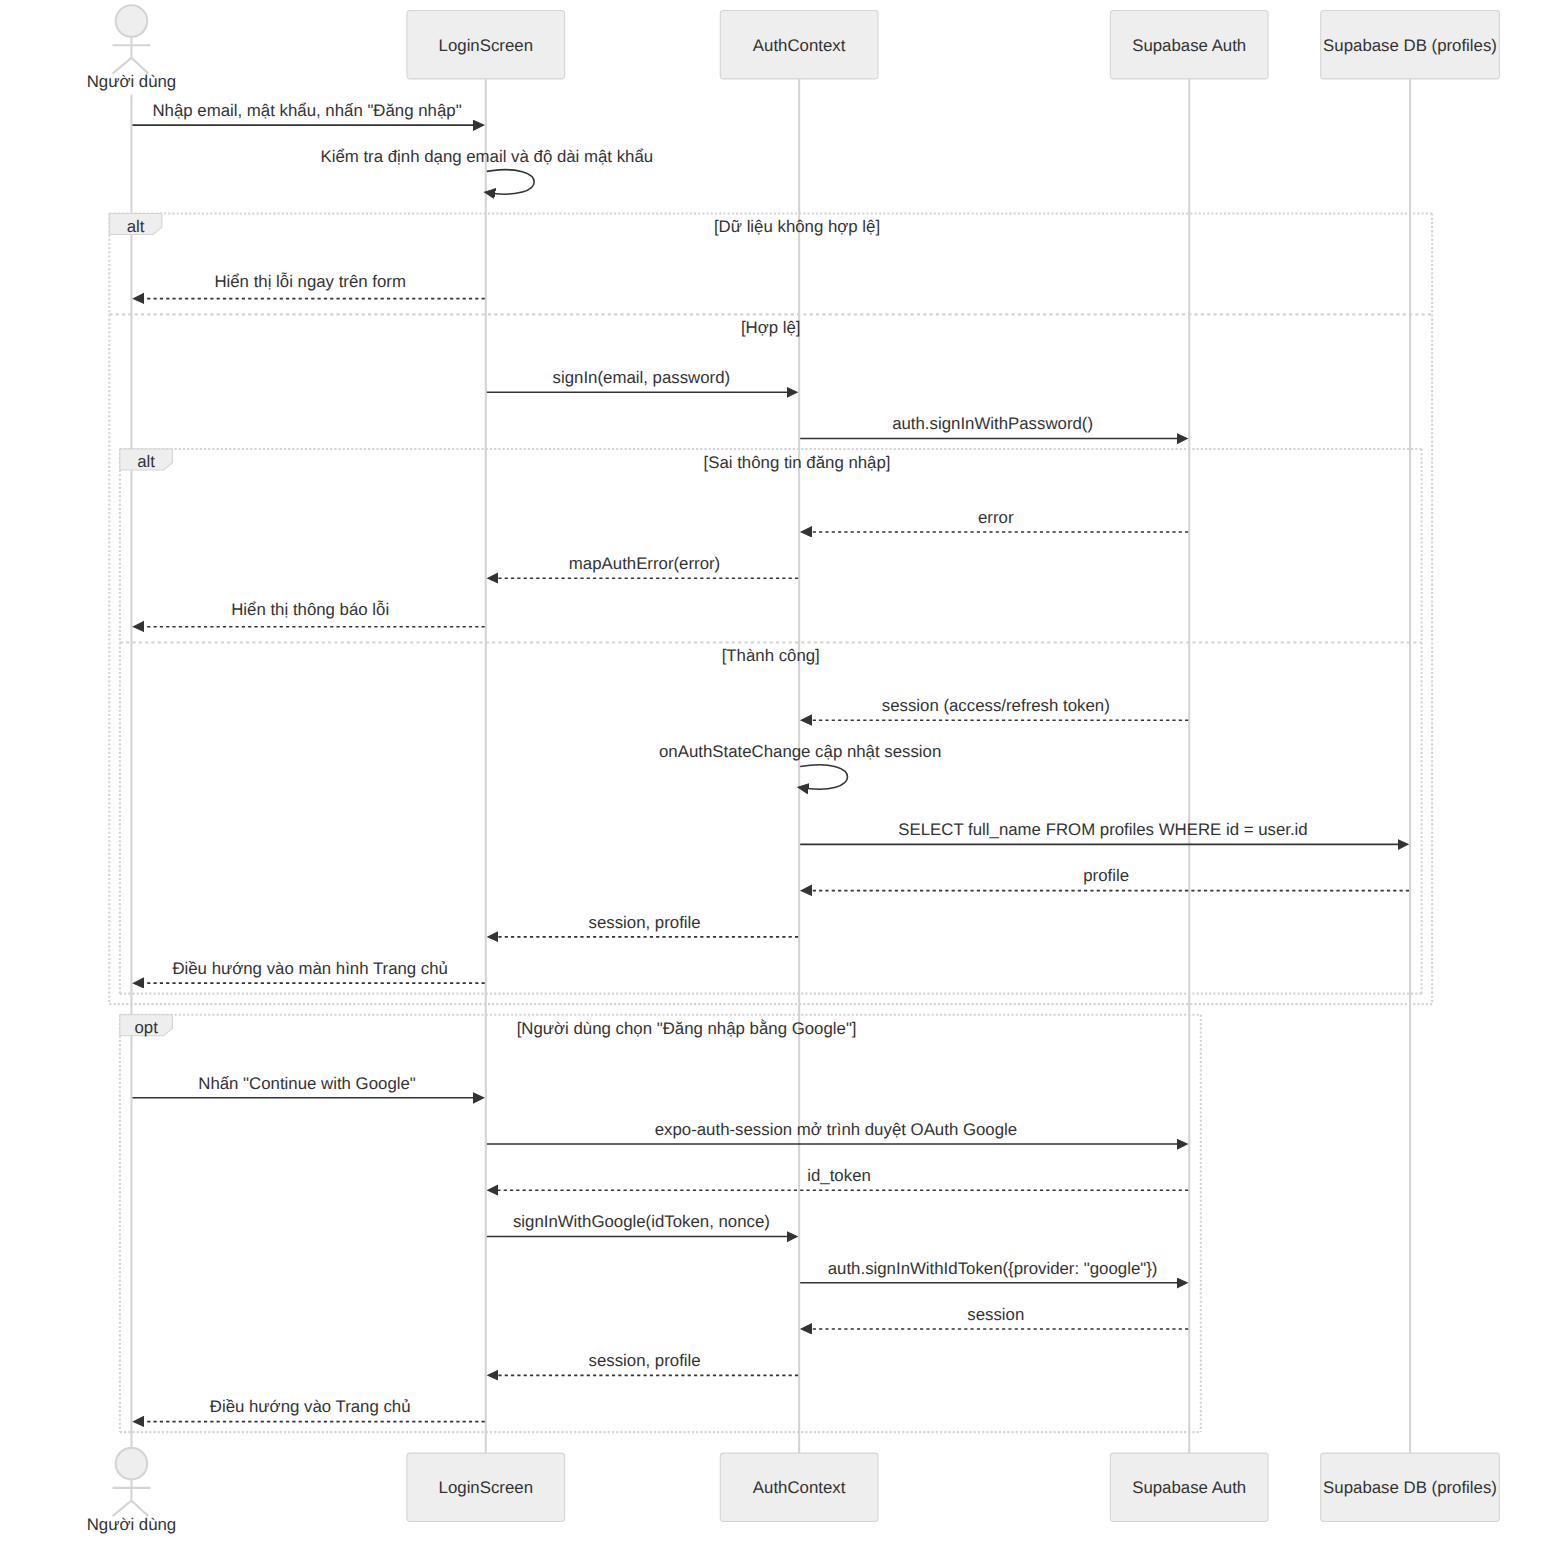 LoginScreen
AuthContext
Supabase Auth
Supabase DB (profiles)
Người dùng
Nhập email, mật khẩu, nhấn "Đăng nhập"
Kiểm tra định dạng email và độ dài mật khẩu
alt
[Dữ liệu không hợp lệ]
Hiển thị lỗi ngay trên form
[Hợp lệ]
signIn(email, password)
auth.signInWithPassword()
alt
[Sai thông tin đăng nhập]
error
mapAuthError(error)
Hiển thị thông báo lỗi
[Thành công]
session (access/refresh token)
onAuthStateChange cập nhật session
SELECT full_name FROM profiles WHERE id = user.id
profile
session, profile
Điều hướng vào màn hình Trang chủ
opt
[Người dùng chọn "Đăng nhập bằng Google"]
Nhấn "Continue with Google"
expo-auth-session mở trình duyệt OAuth Google
id_token
signInWithGoogle(idToken, nonce)
auth.signInWithIdToken({provider: "google"})
session
session, profile
Điều hướng vào Trang chủ
LoginScreen
AuthContext
Supabase Auth
Supabase DB (profiles)
Người dùng